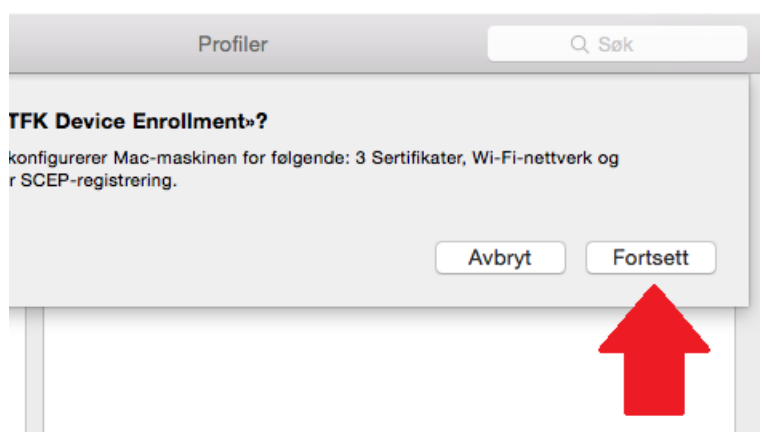 Profiler
Søk
TFK Device Enrollment»?
konfigurerer Mac-maskinen for følgende: 3 Sertifikater, Wi-Fi-nettverk og
r SCEP-registrering.
Avbryt
Fortsett